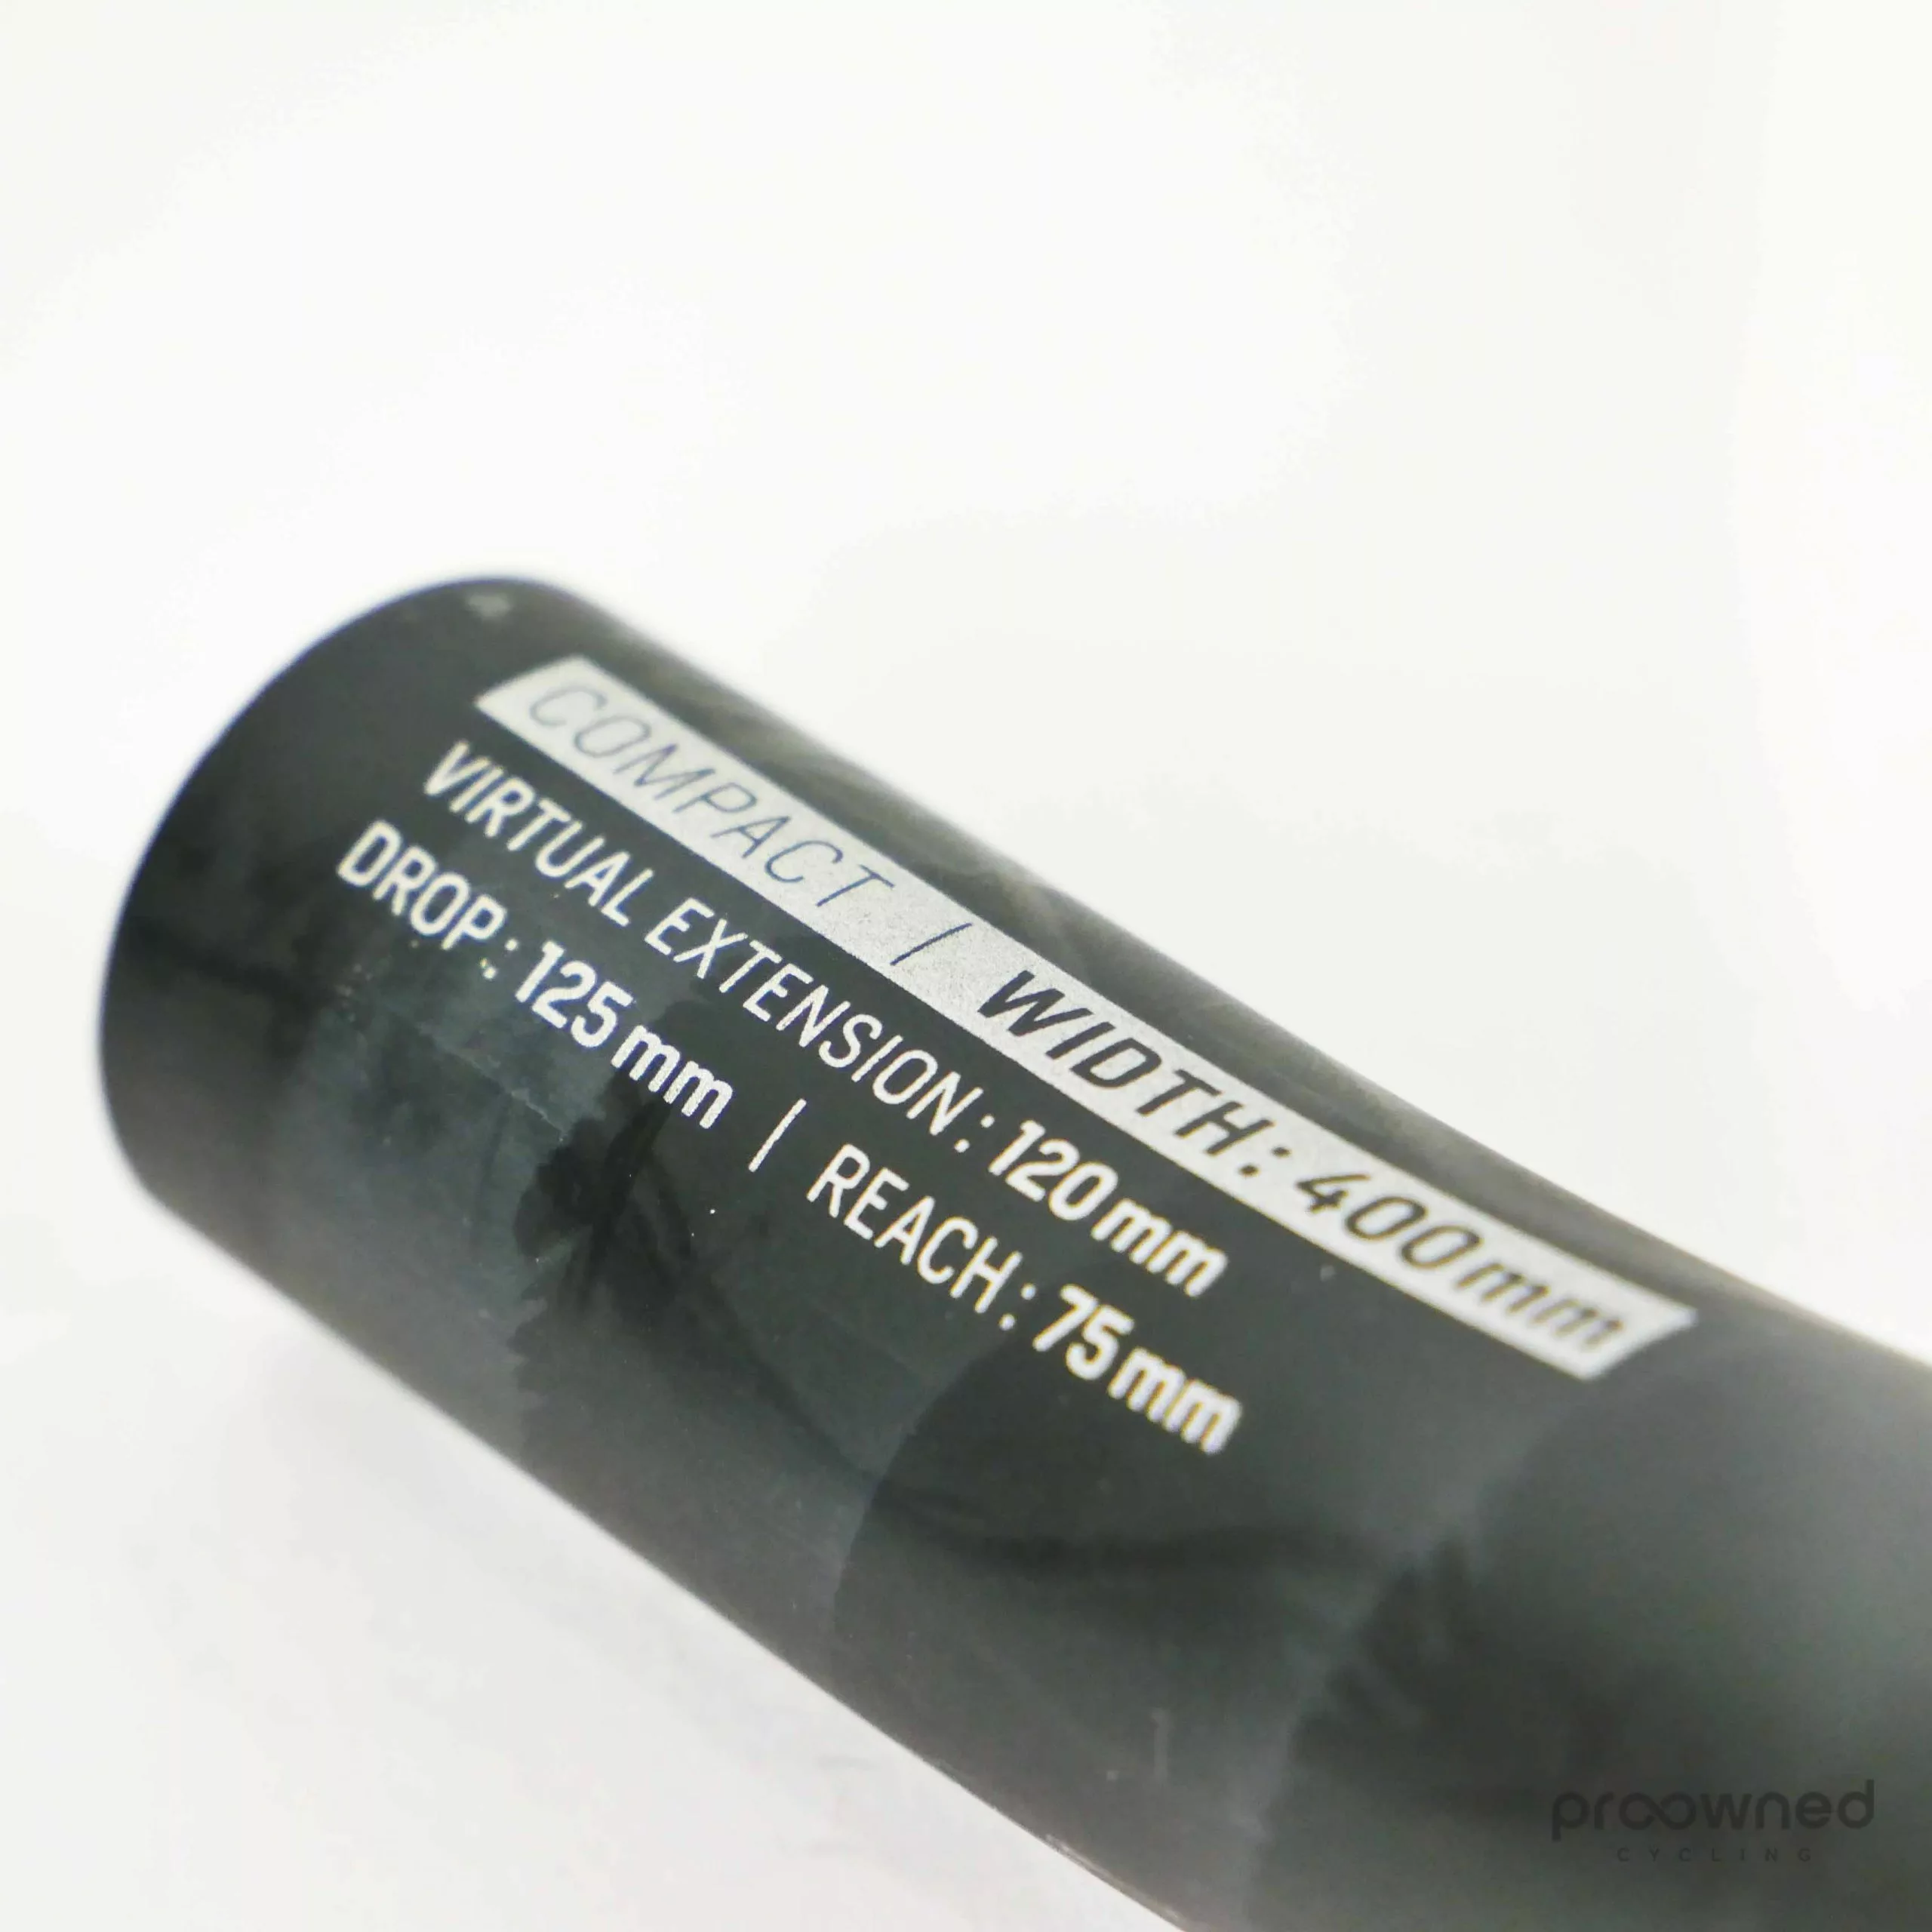 COMPACT / WIDTH: 400mm
VIRTUAL EXTENSION: 120mm
DROP: 125mm | REACH: 75mm
proowned
CYCLING